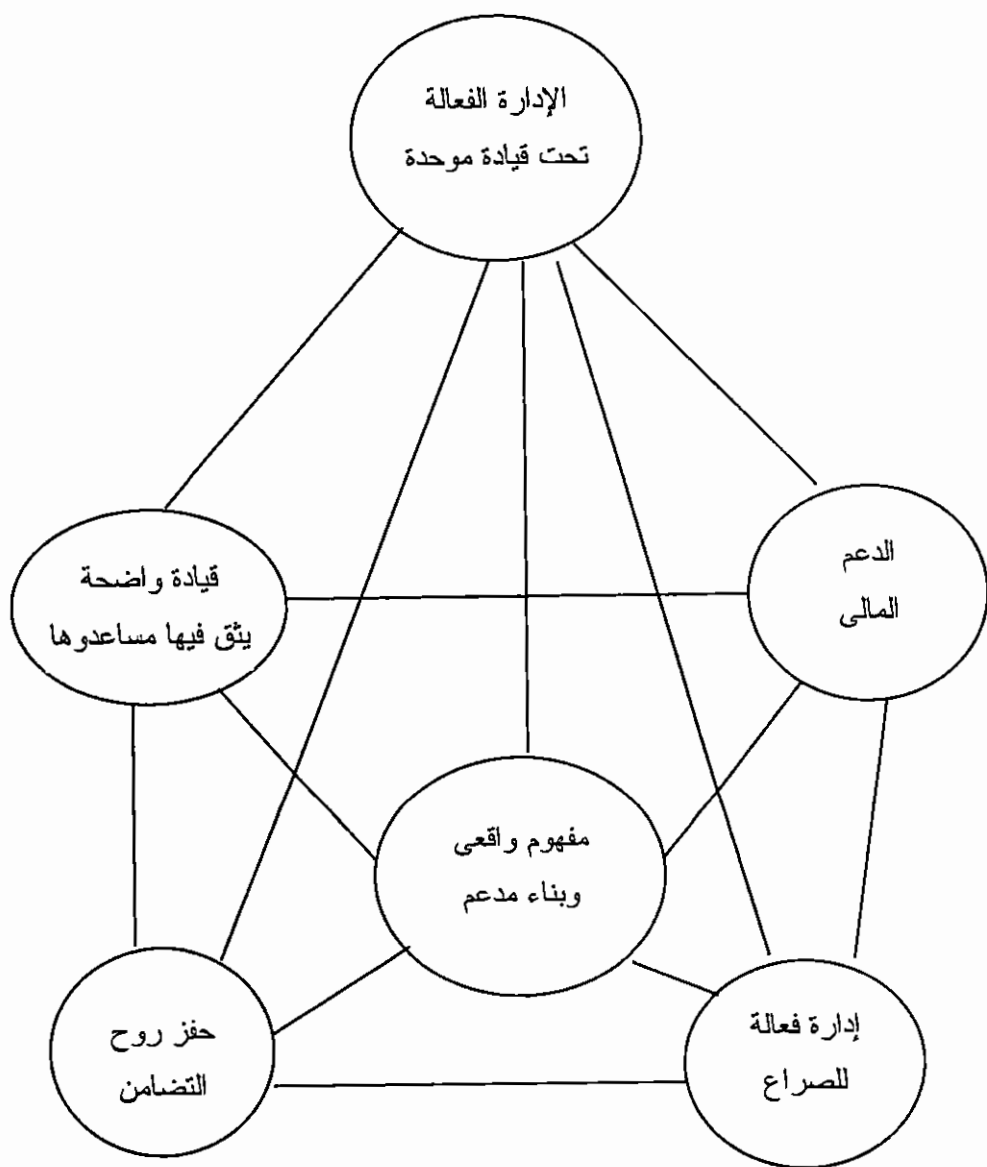 الإدارة الفعالة
تحت قيادة موحدة
الدعم
المالى
قيادة واضحة
يثق فيها مساعدوها
مفهوم واقعى
وبناء مدعم
إدارة فعالة
للصراع
حفز روح
التضامن